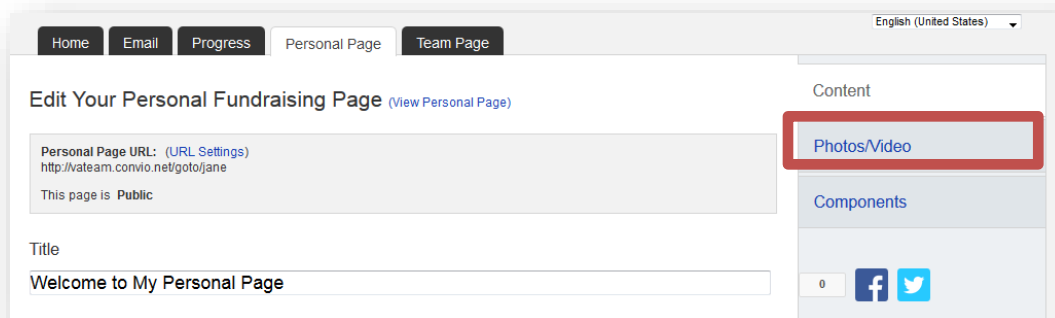 English (United States)
Home Email Progress Personal Page Team Page
Edit Your Personal Fundraising Page (View Personal Page)
Personal Page URL: (URL Settings)
http://vateam.convio.net/goto/jane
This page is Public
Title
Welcome to My Personal Page
Content
Photos/Video
Components
0